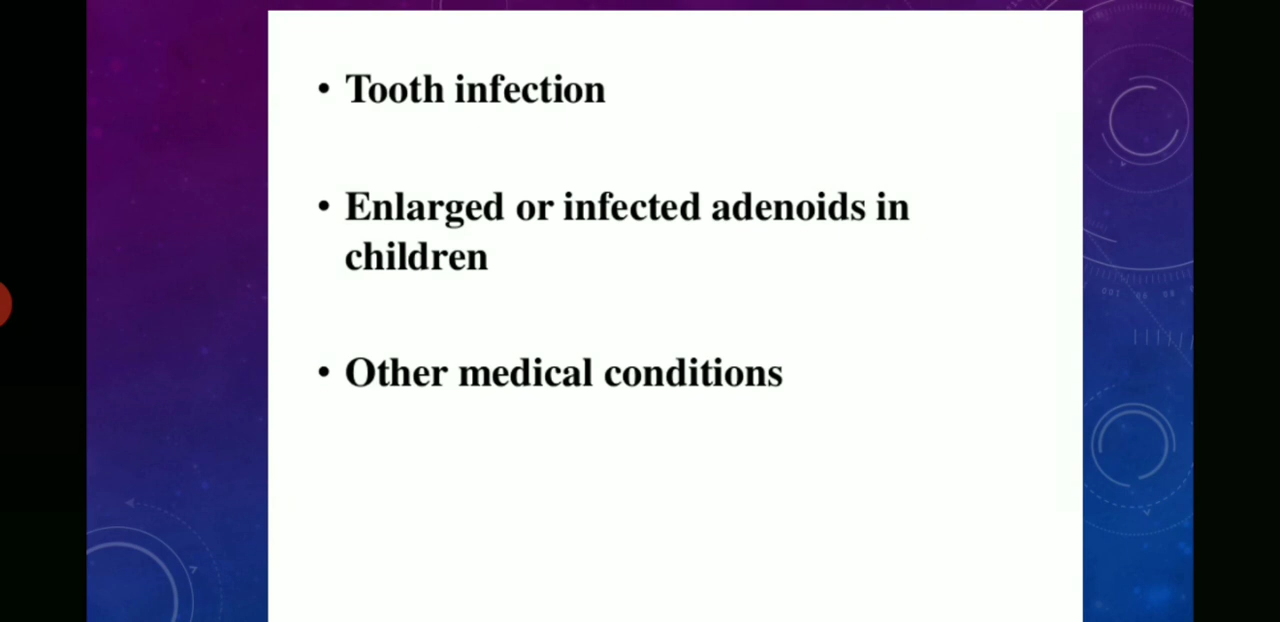 • Tooth infection
• Enlarged or infected adenoids in
children
• Other medical conditions